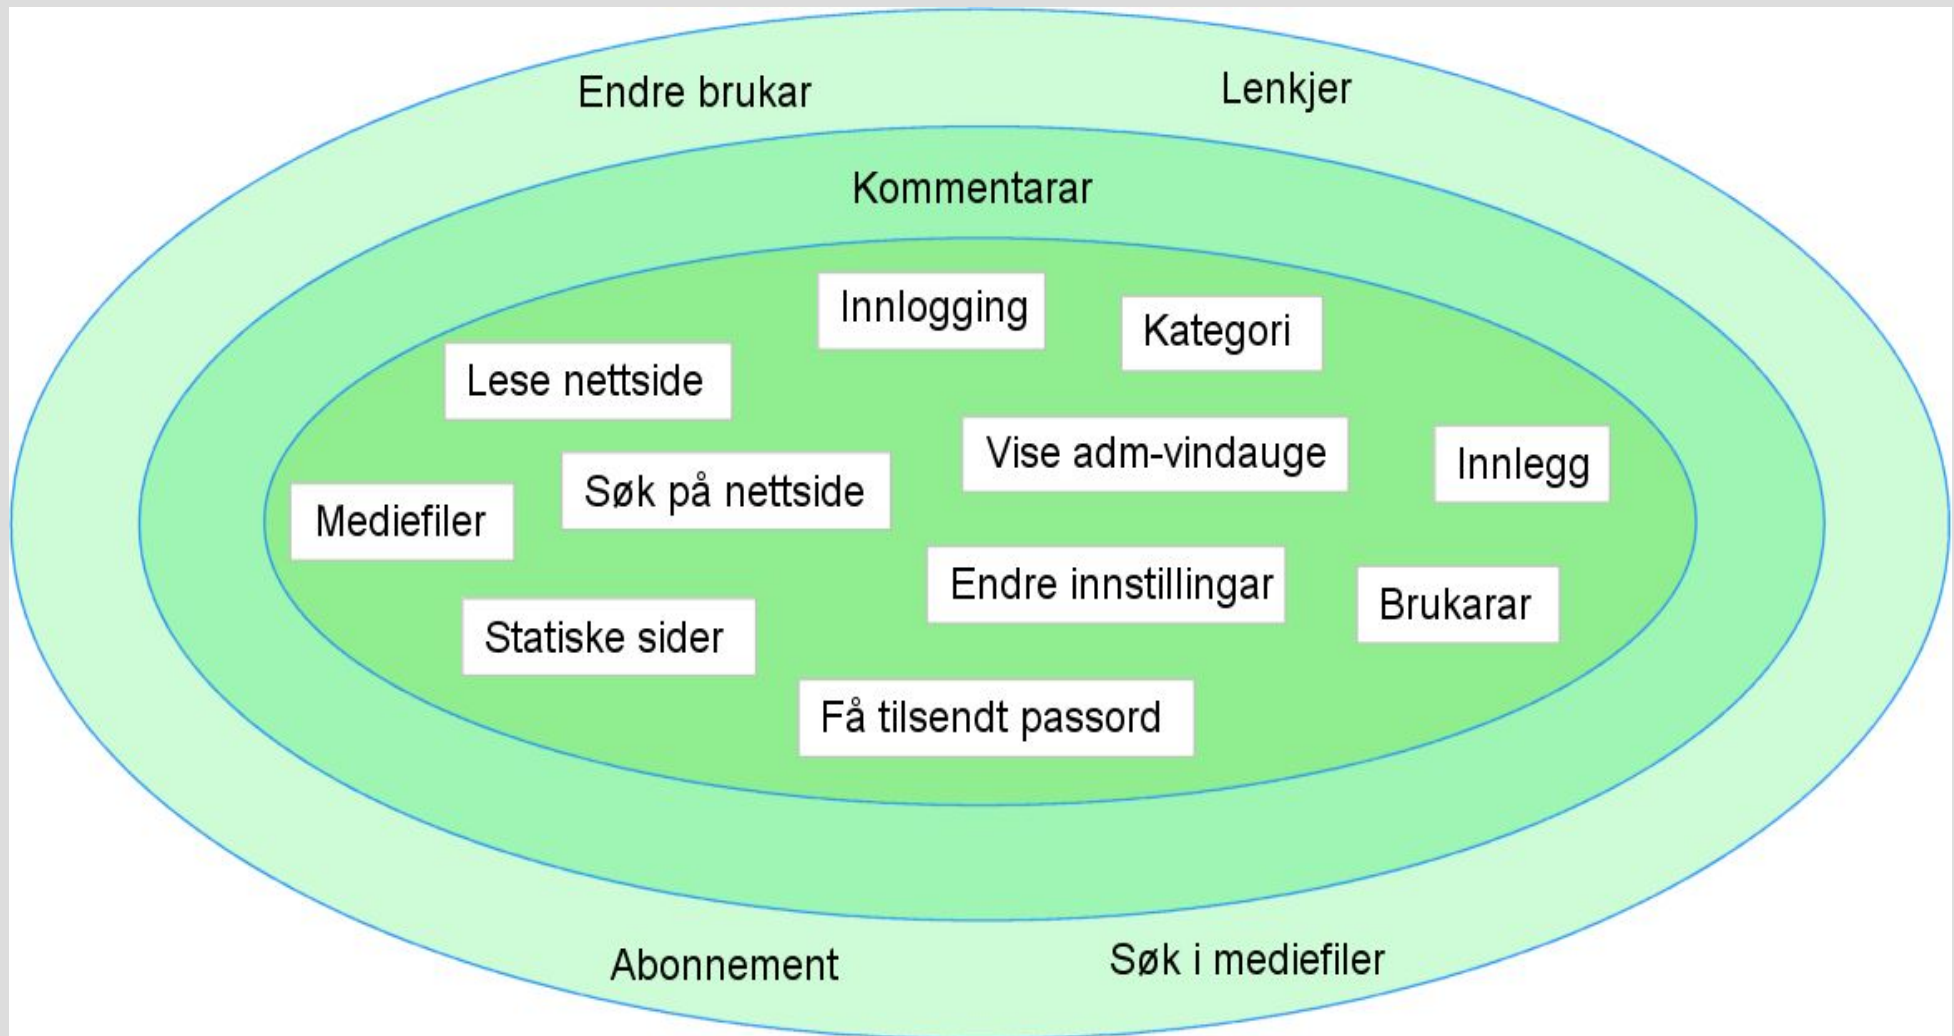 Endre brukar
Lenkjer
Kommentarar
Innlogging
Kategori
Lese nettside
Vise adm-vindauge
Innlegg
Søk på nettside
Mediefiler
Endre innstillingar
Brukarar
Statiske sider
Få tilsendt passord
Abonnement
Søk i mediefiler